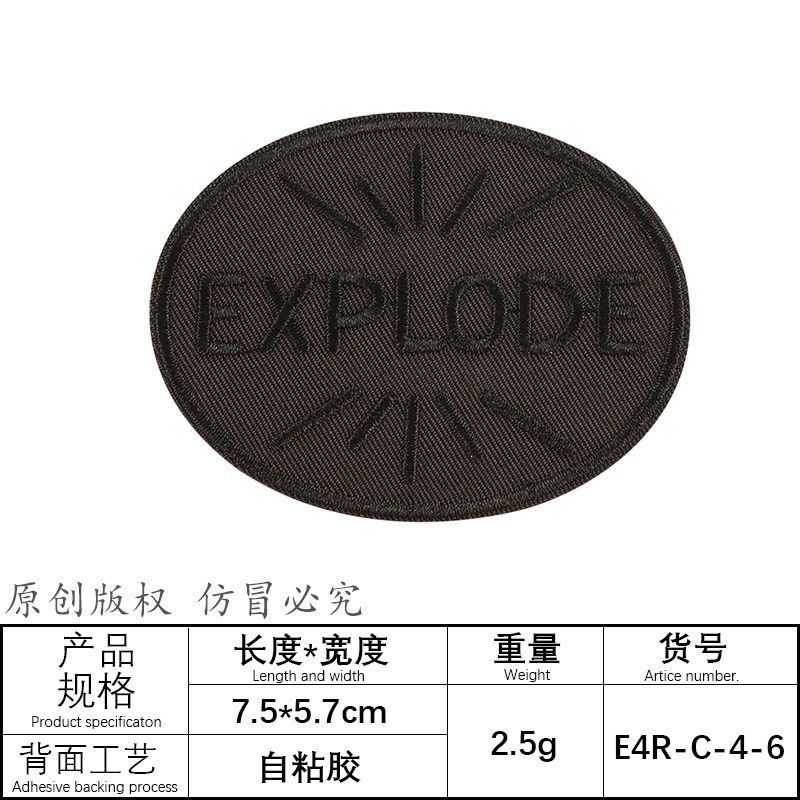 EXPLODE
原创版权 仿冒必究
产品
规格
Product specificaton
长度*宽度
Length and width
重量
Weight
货号
Artice number.
7.5*5.7cm
2.5g
E4R-C-4-6
背面工艺
Adhesive backing process
自粘胶